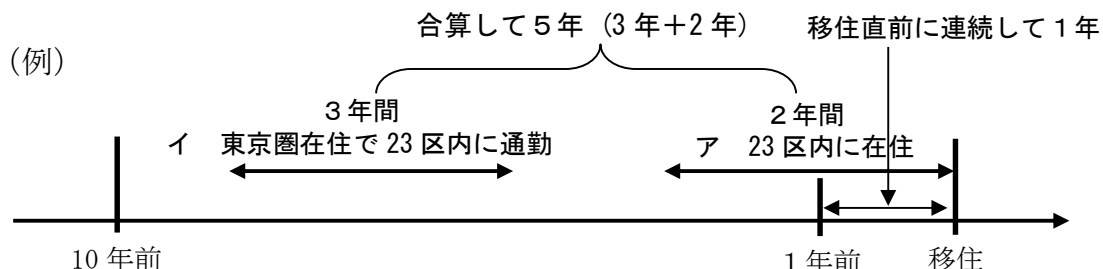 合算して５年（3年＋2年）
移住直前に連続して１年
（例）
３年間
２年間
イ　東京圏在住で 23 区内に通勤
ア　23 区内に在住
10 年前
1 年前
移住